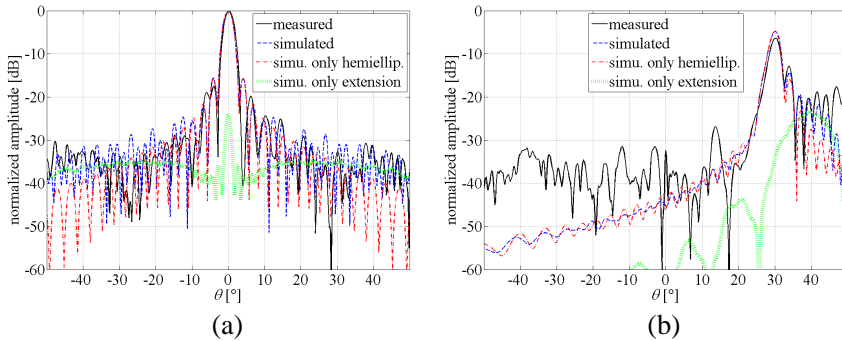 (a)
normalized amplitude [dB]
0
-10
-20
-30
-40
-50
-60
-40 -30 -20 -10 0 10 20 30 40
θ [°]
measured
simulated
simu. only hemiellip.
simu. only extension
(a)
(b)
normalized amplitude [dB]
0
-10
-20
-30
-40
-50
-60
-40 -30 -20 -10 0 10 20 30 40
θ [°]
measured
simulated
simu. only hemiellip.
simu. only extension
(b)